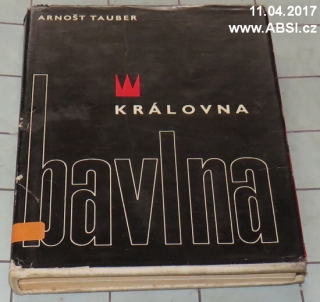 11.04.2017
www.ABSi.cz
ARNOŠT TAUBER
KRÁLOVNA
bavlna